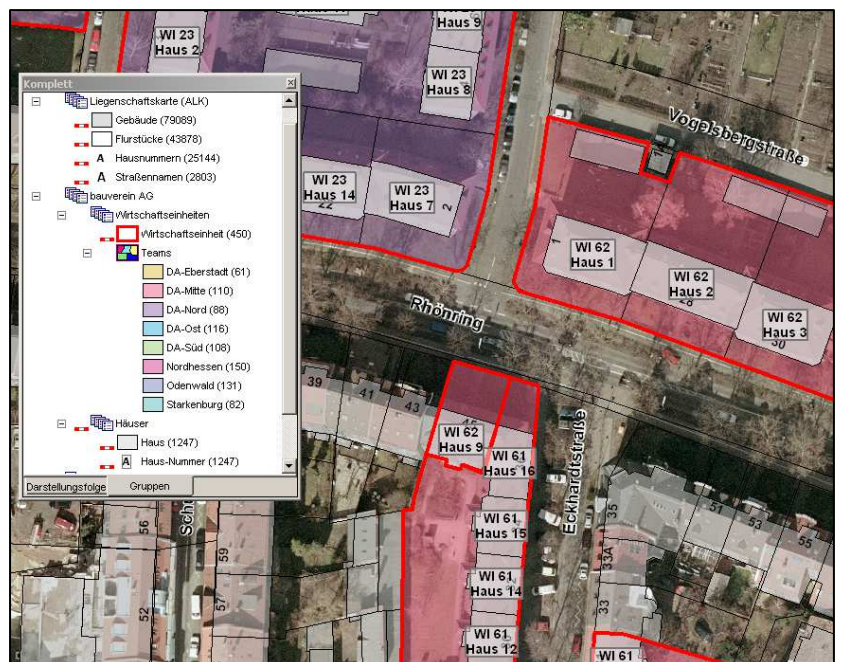 Komplett
Liegenschaftskarte (ALK)
Gebäude (79089)
Flurstücke (43878)
A Hausnummern (25144)
A Straßennamen (2803)
bauverein AG
Wirtschaftseinheiten
Wirtschaftseinheit (450)
Teams
DA-Eberstadt (61)
DA-Mitte (110)
DA-Nord (88)
DA-Ost (116)
DA-Süd (108)
Nordhessen (150)
Odenwald (131)
Starkenburg (82)
Häuser
Haus (1247)
A Haus-Nummer (1247)
Darstellungsfolge
Gruppen
WI 23
Haus 2
Haus 9
WI 23
Haus 8
WI 23
Haus 14
22
WI 23
Haus 7
2
Vogelsbergstraße
1
WI 62
Haus 1
WI 62
Haus 2
28
WI 62
Haus 3
30
Rhönring
39
41
43
45
WI 62
Haus 9
WI 61
Haus 16
WI 61
Haus 15
WI 61
Haus 14
WI 61
Haus 12
Eckhardtstraße
35
33A
33
51
53
55
WI 61
56
52
59
57